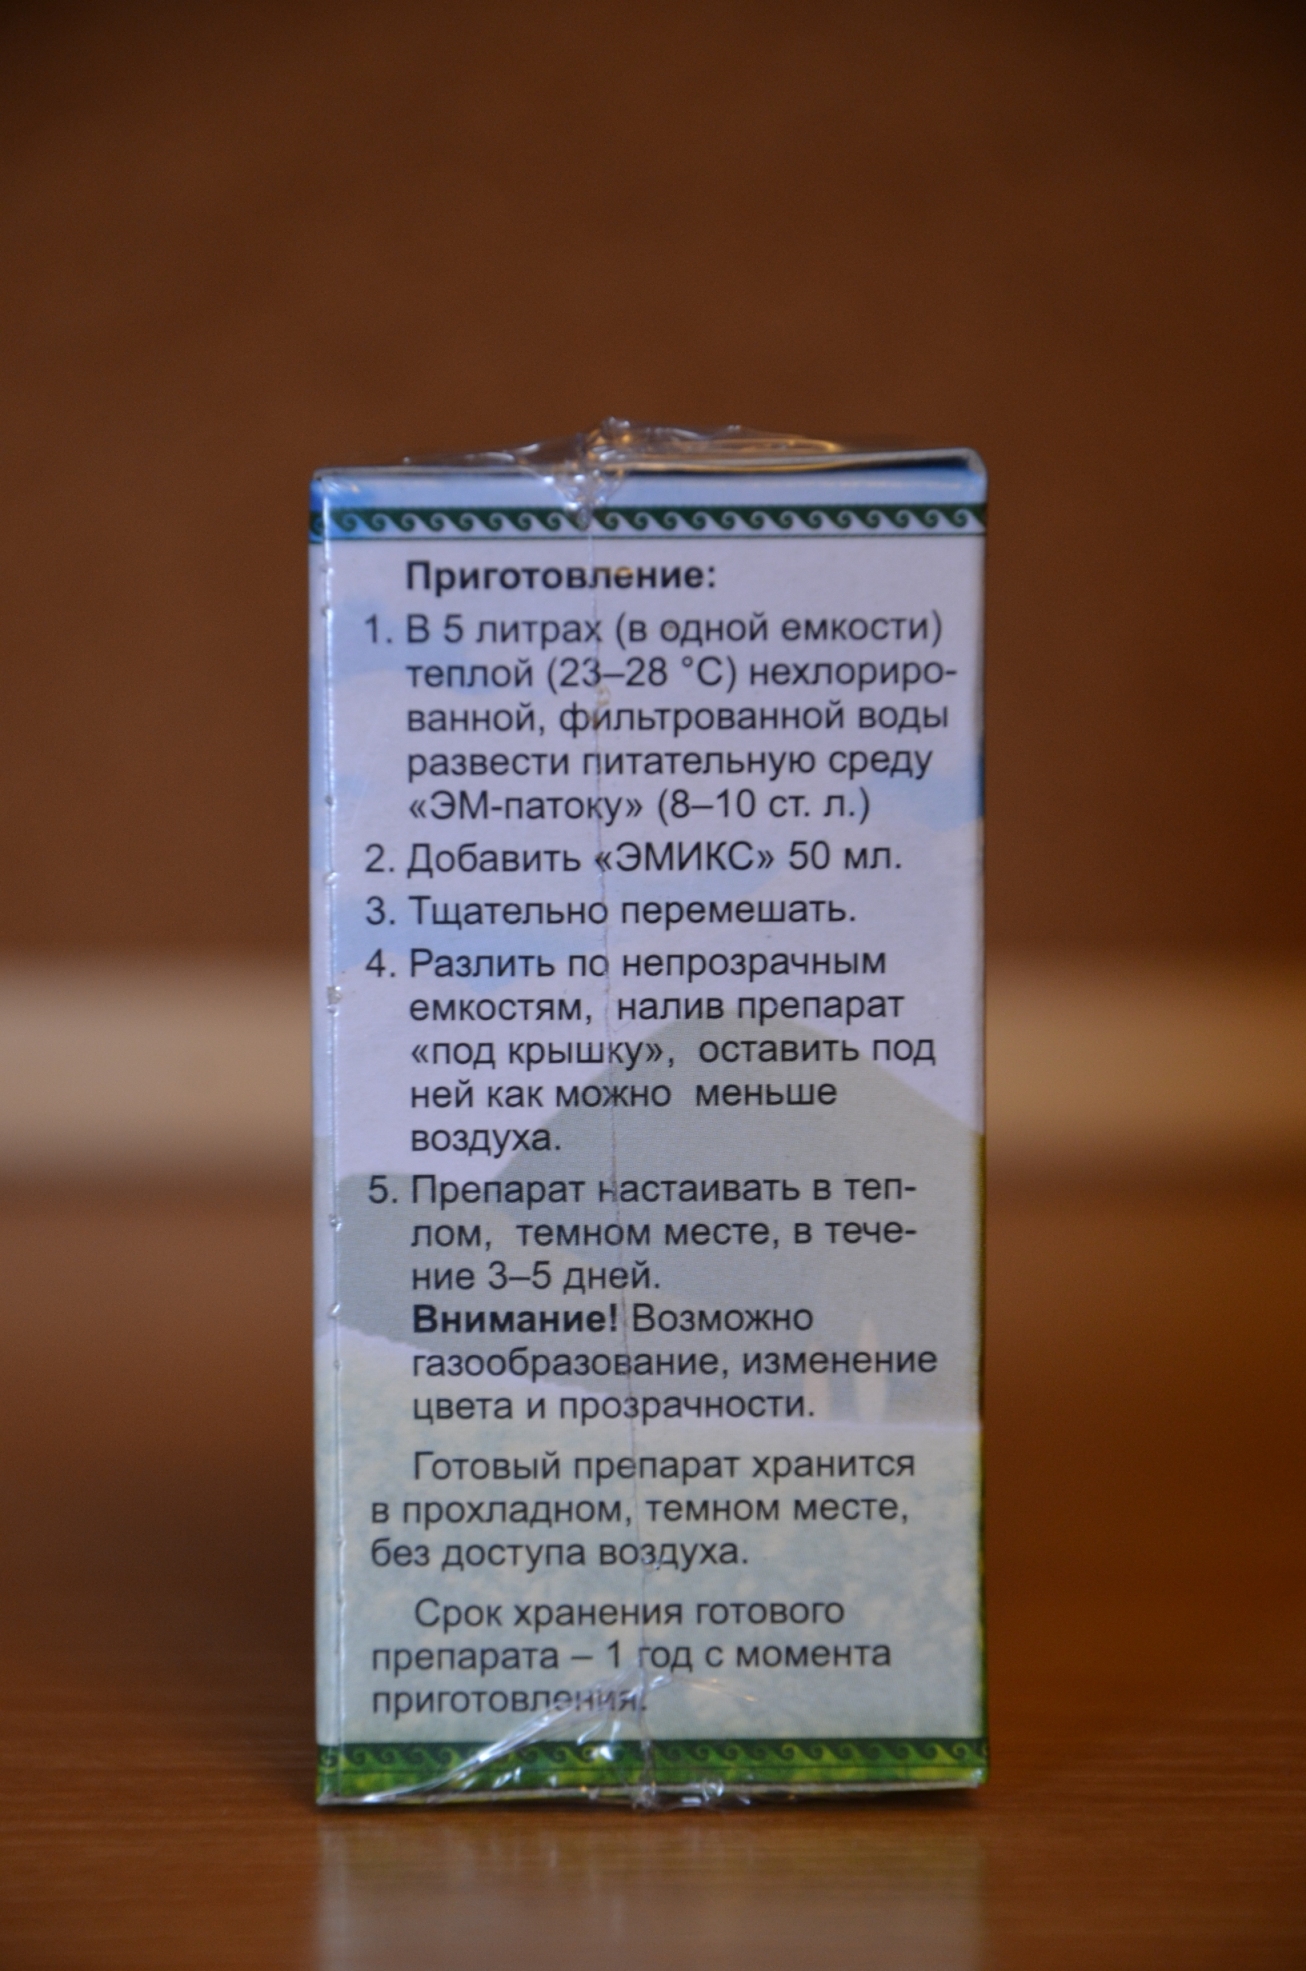 Приготовление:
1. В 5 литрах (в одной емкости)
теплой (23–28 °С) нехлориро-
ванной, фильтрованной воды
развести питательную среду
«ЭМ-патоку» (8–10 ст. л.)
2. Добавить «ЭМИКС» 50 мл.
3. Тщательно перемешать.
4. Разлить по непрозрачным
емкостям, налив препарат
«под крышку», оставить под
ней как можно меньше
воздуха.
5. Препарат настаивать в теп-
лом, темном месте, в тече-
ние 3–5 дней.
Внимание! Возможно
газообразование, изменение
цвета и прозрачности.
Готовый препарат хранится
в прохладном, темном месте,
без доступа воздуха.
Срок хранения готового
препарата – 1 год с момента
приготовления.